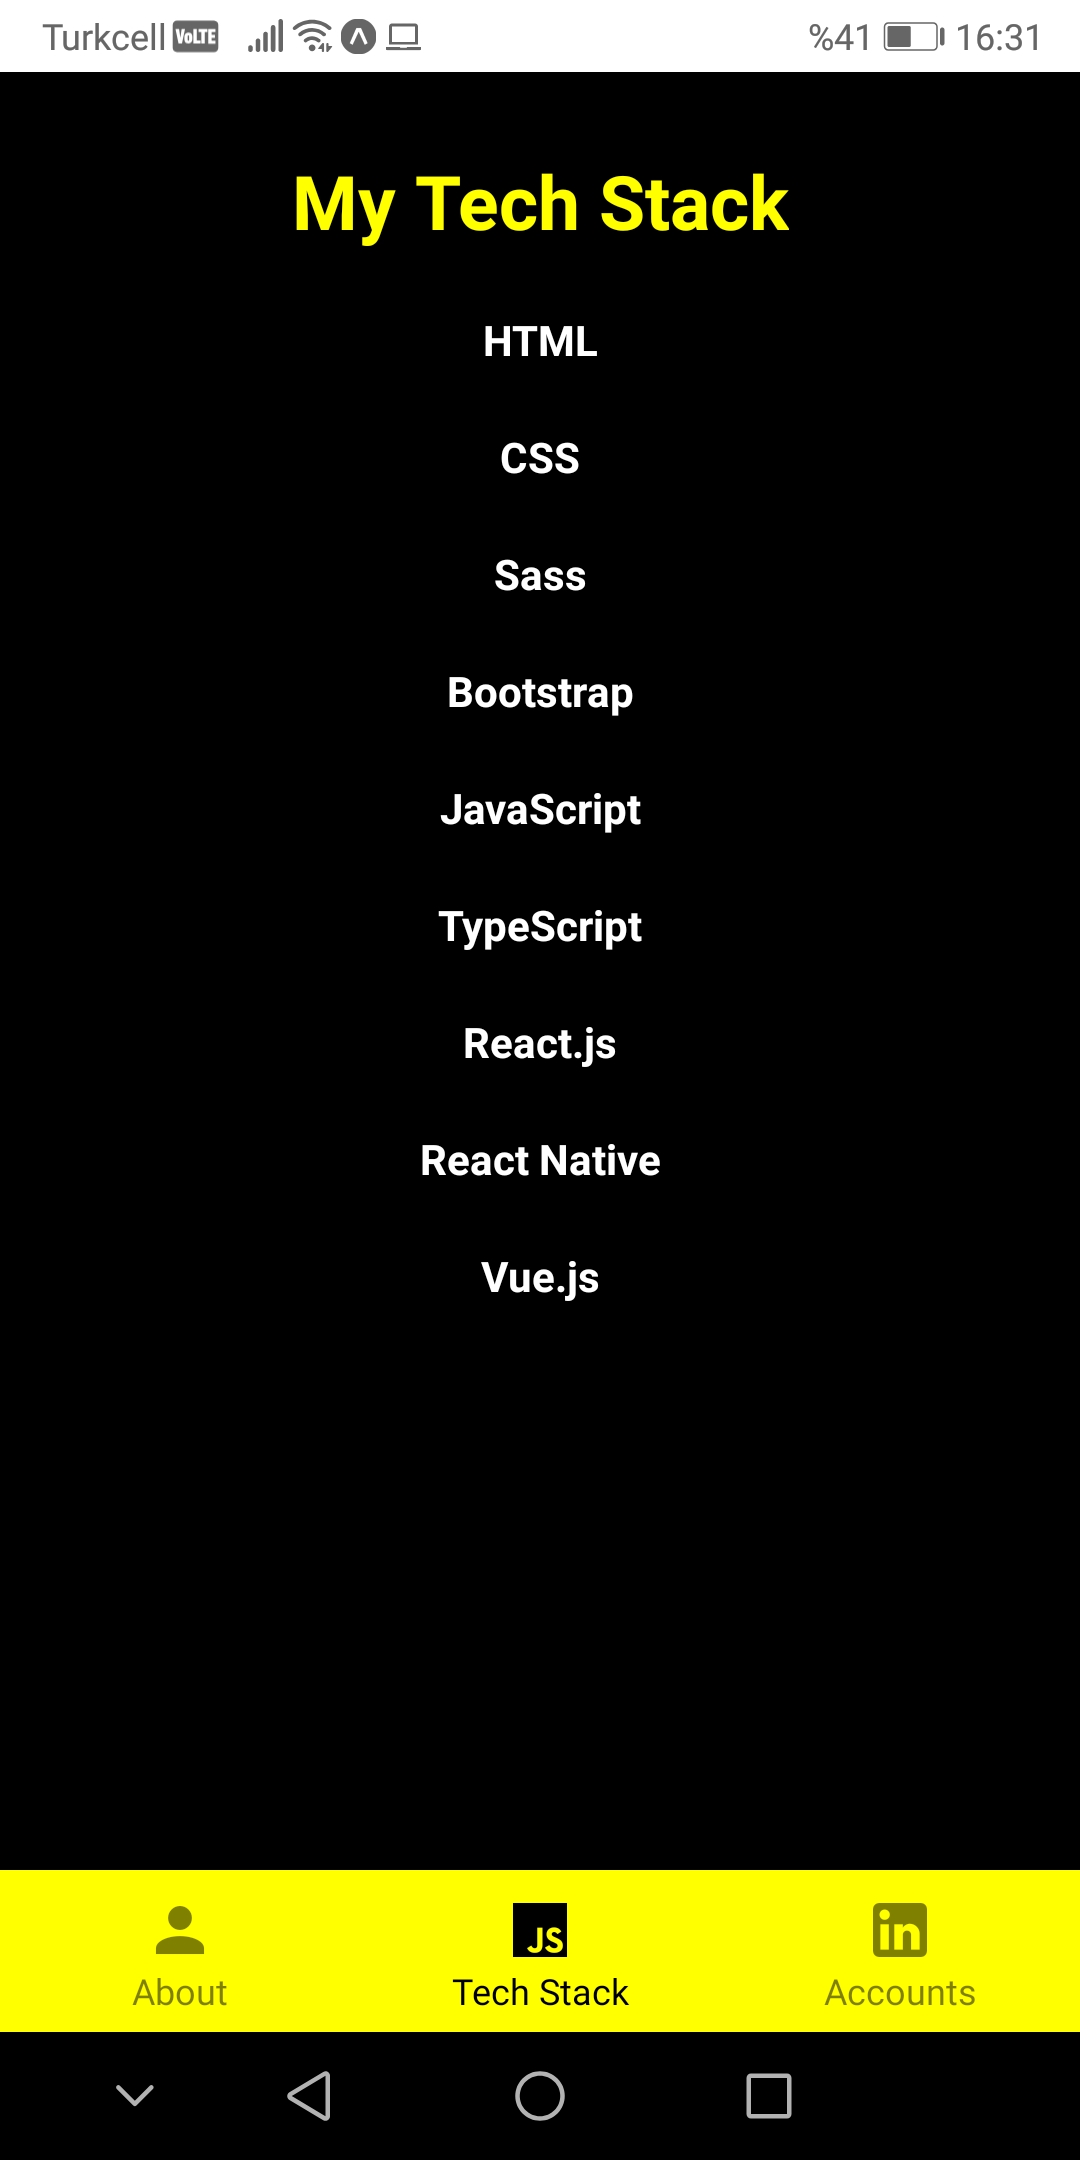 Turkcell VoLTE %41 16:31
My Tech Stack
HTML
CSS
Sass
Bootstrap
JavaScript
TypeScript
React.js
React Native
Vue.js
JS in
About Tech Stack Accounts